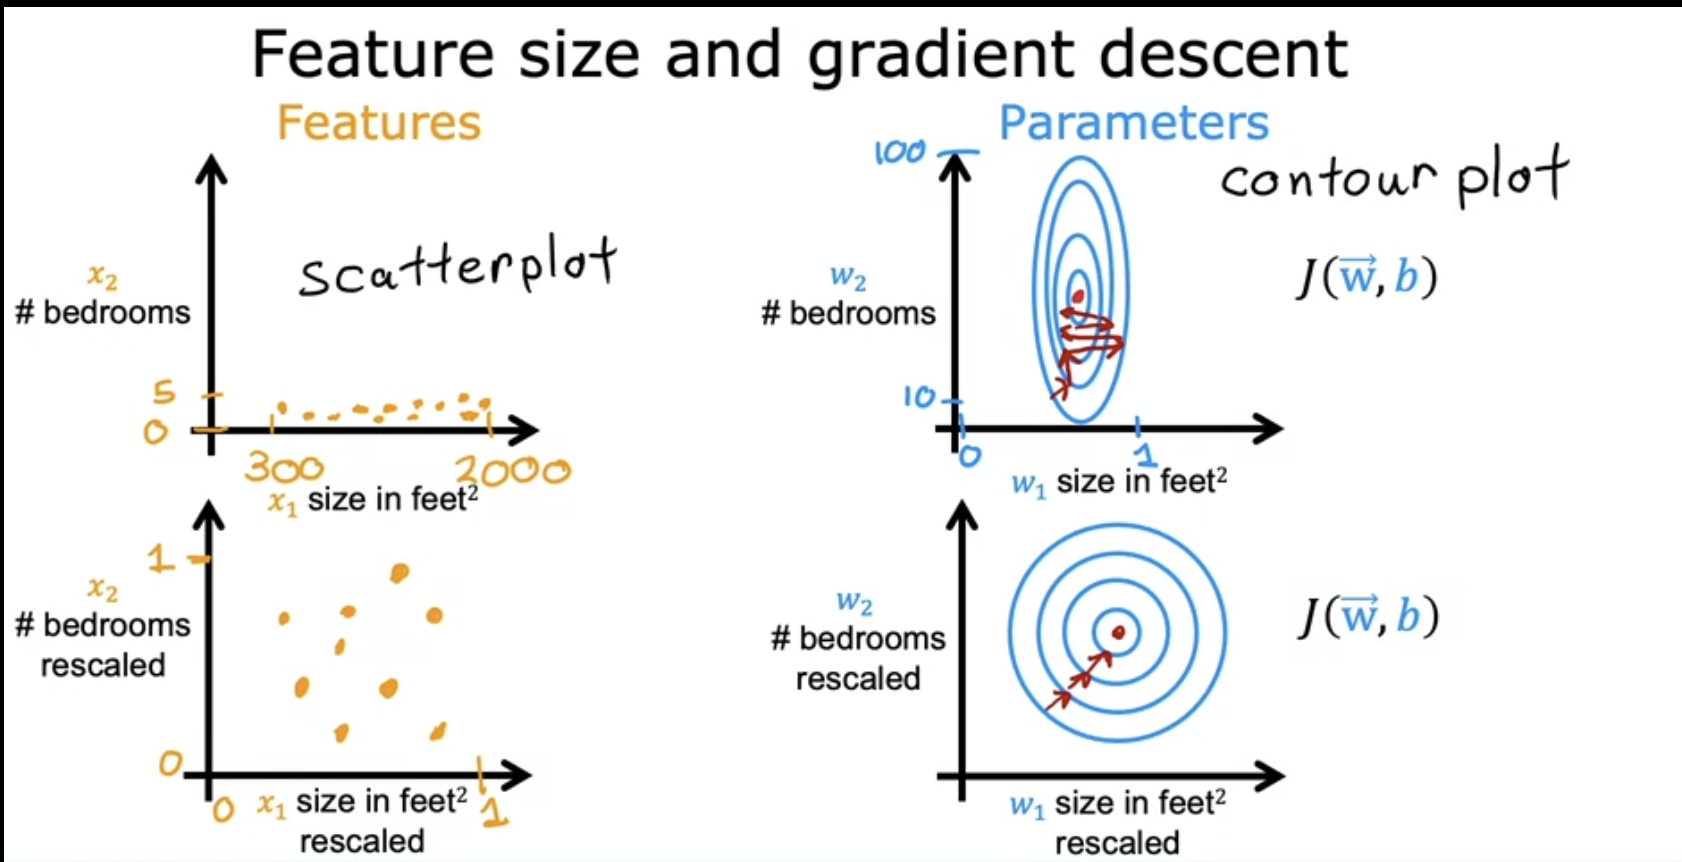 Feature size and gradient descent
Features
Parameters
scatterplot
x₂
# bedrooms
5
0
300
2000
x₁ size in feet²
100
contour plot
J(w⃗, b)
w₂
# bedrooms
10
0
1
w₁ size in feet²
1
x₂
# bedrooms
rescaled
0
0
x₁ size in feet²
1
rescaled
w₂
# bedrooms
rescaled
J(w⃗, b)
w₁ size in feet²
rescaled